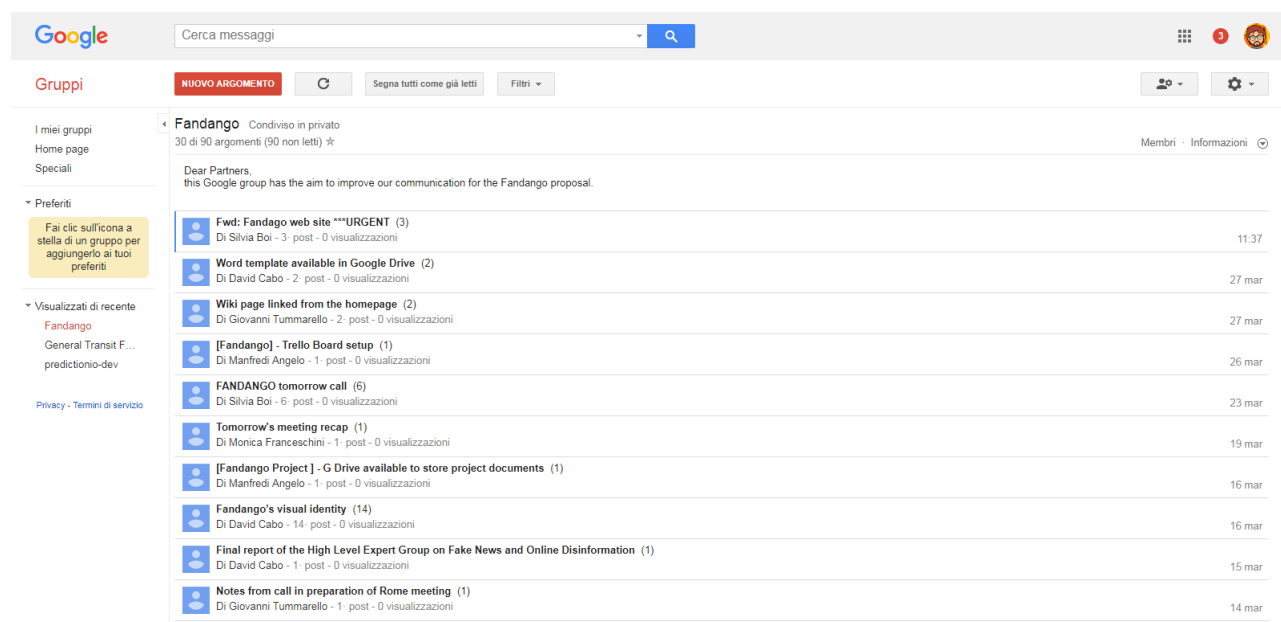 Google
Cerca messaggi
3
Gruppi
NUOVO ARGOMENTO
Segna tutti come già letti
Filtri
I miei gruppi
Home page
Speciali
Preferiti
Fai clic sull'icona a
stella di un gruppo per
aggiungerlo ai tuoi
preferiti
Visualizzati di recente
Fandango
General Transit F...
predictionio-dev
Privacy - Termini di servizio
Fandango Condiviso in privato
30 di 90 argomenti (90 non letti)
Membri · Informazioni
Dear Partners,
this Google group has the aim to improve our communication for the Fandango proposal.
Fwd: Fandago web site ***URGENT (3)
Di Silvia Boi - 3· post - 0 visualizzazioni
11:37
Word template available in Google Drive (2)
Di David Cabo - 2· post - 0 visualizzazioni
27 mar
Wiki page linked from the homepage (2)
Di Giovanni Tummarello - 2· post - 0 visualizzazioni
27 mar
[Fandango] - Trello Board setup (1)
Di Manfredi Angelo - 1· post - 0 visualizzazioni
26 mar
FANDANGO tomorrow call (6)
Di Silvia Boi - 6· post - 0 visualizzazioni
23 mar
Tomorrow's meeting recap (1)
Di Monica Franceschini - 1· post - 0 visualizzazioni
19 mar
[Fandango Project ] - G Drive available to store project documents (1)
Di Manfredi Angelo - 1· post - 0 visualizzazioni
16 mar
Fandango's visual identity (14)
Di David Cabo - 14· post - 0 visualizzazioni
16 mar
Final report of the High Level Expert Group on Fake News and Online Disinformation (1)
Di David Cabo - 1· post - 0 visualizzazioni
15 mar
Notes from call in preparation of Rome meeting (1)
Di Giovanni Tummarello - 1· post - 0 visualizzazioni
14 mar